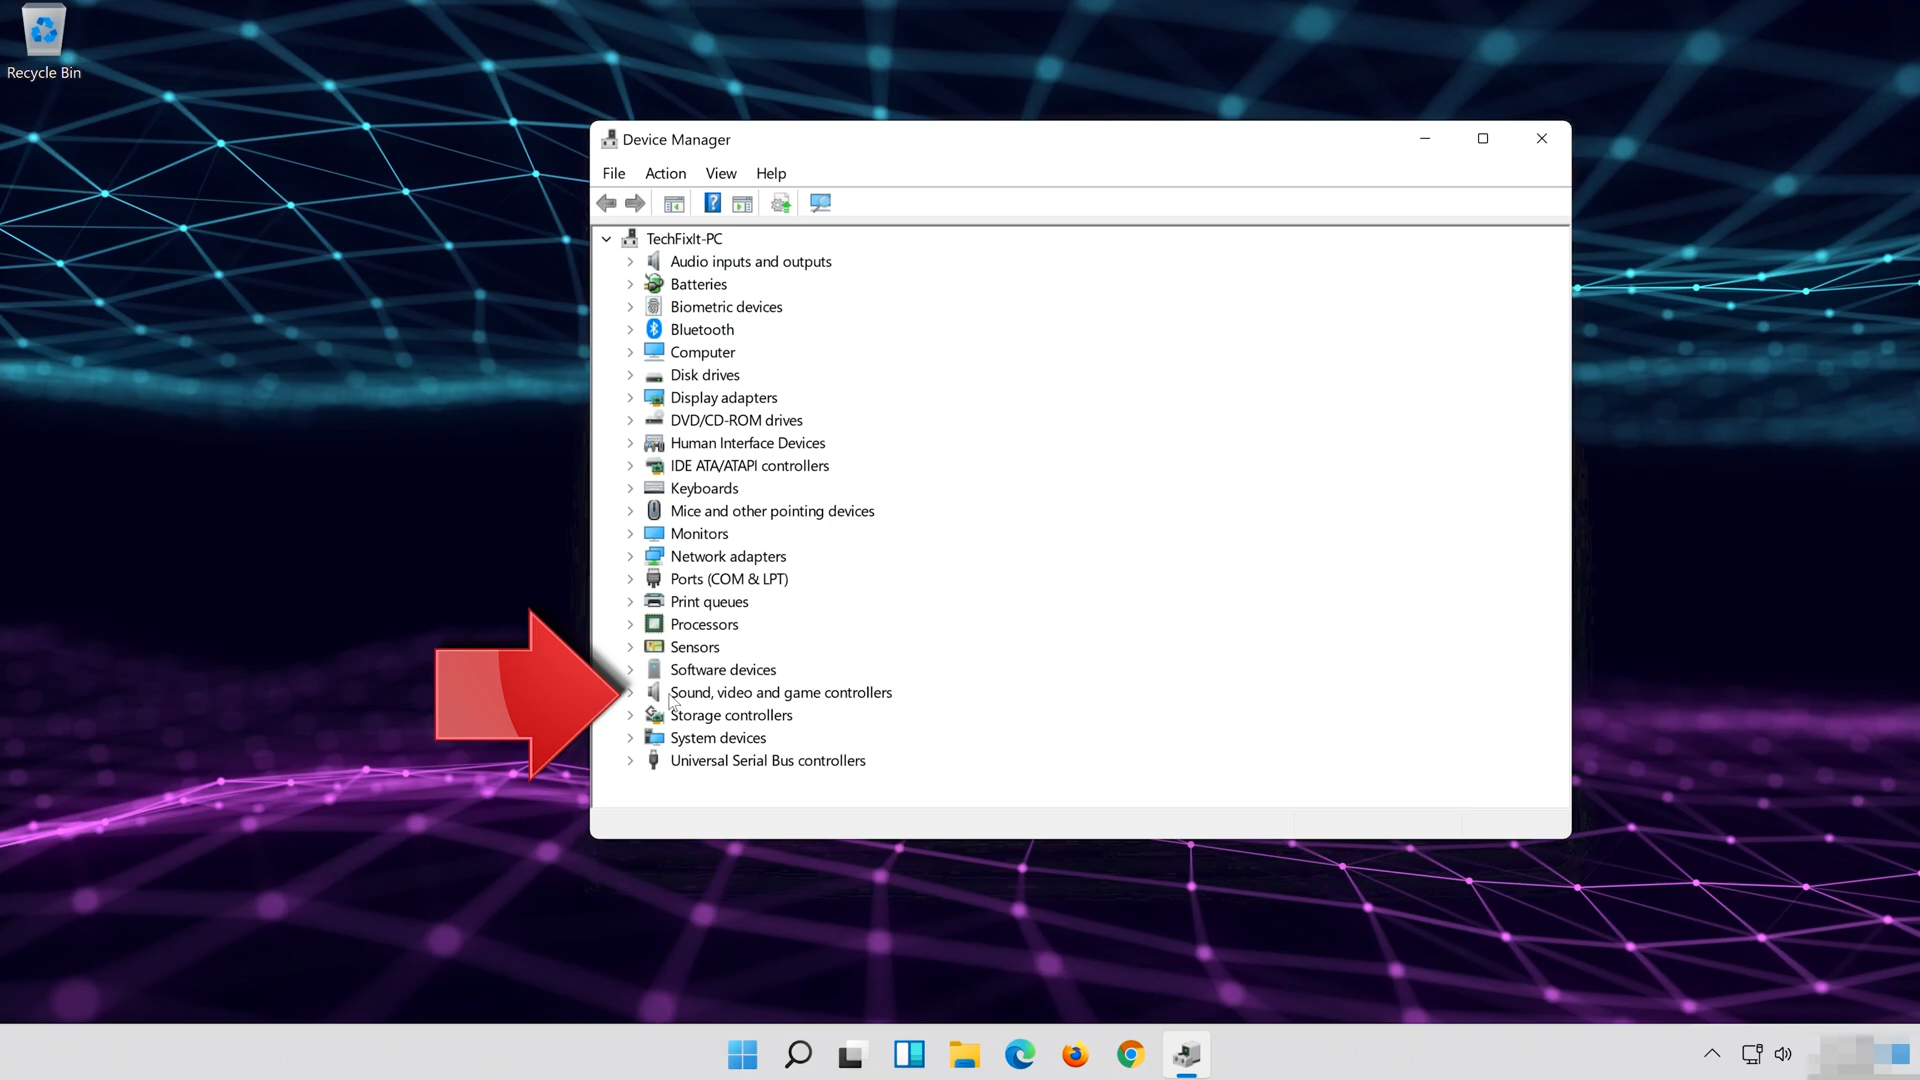 Recycle Bin
Device Manager
File Action View Help
TechFixIt-PC
Audio inputs and outputs
Batteries
Biometric devices
Bluetooth
Computer
Disk drives
Display adapters
DVD/CD-ROM drives
Human Interface Devices
IDE ATA/ATAPI controllers
Keyboards
Mice and other pointing devices
Monitors
Network adapters
Ports (COM & LPT)
Print queues
Processors
Sensors
Software devices
Sound, video and game controllers
Storage controllers
System devices
Universal Serial Bus controllers